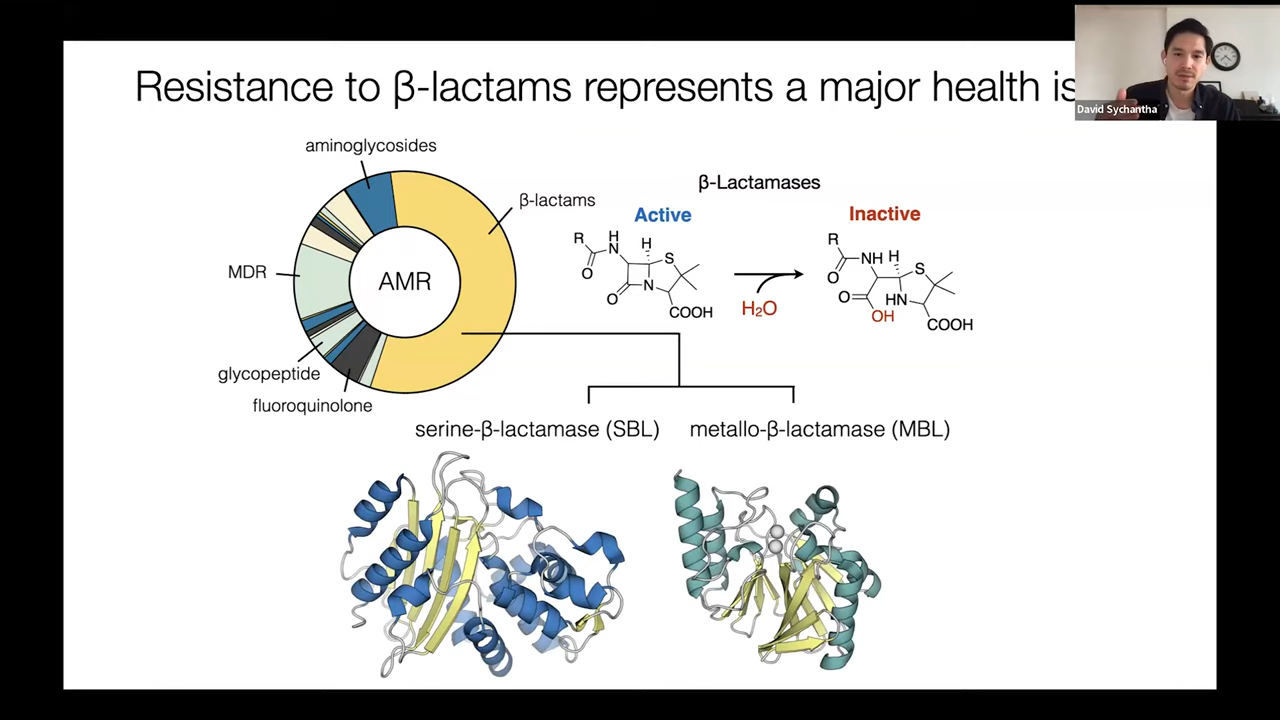 Resistance to β-lactams represents a major health is
David Sychantha
aminoglycosides
β-lactams
MDR
AMR
glycopeptide
fluoroquinolone
β-Lactamases
Active
Inactive
R
H
N
H
S
O
N
O
COOH
H₂O
R
NH
H
S
O
O
HN
OH
COOH
serine-β-lactamase (SBL)
metallo-β-lactamase (MBL)